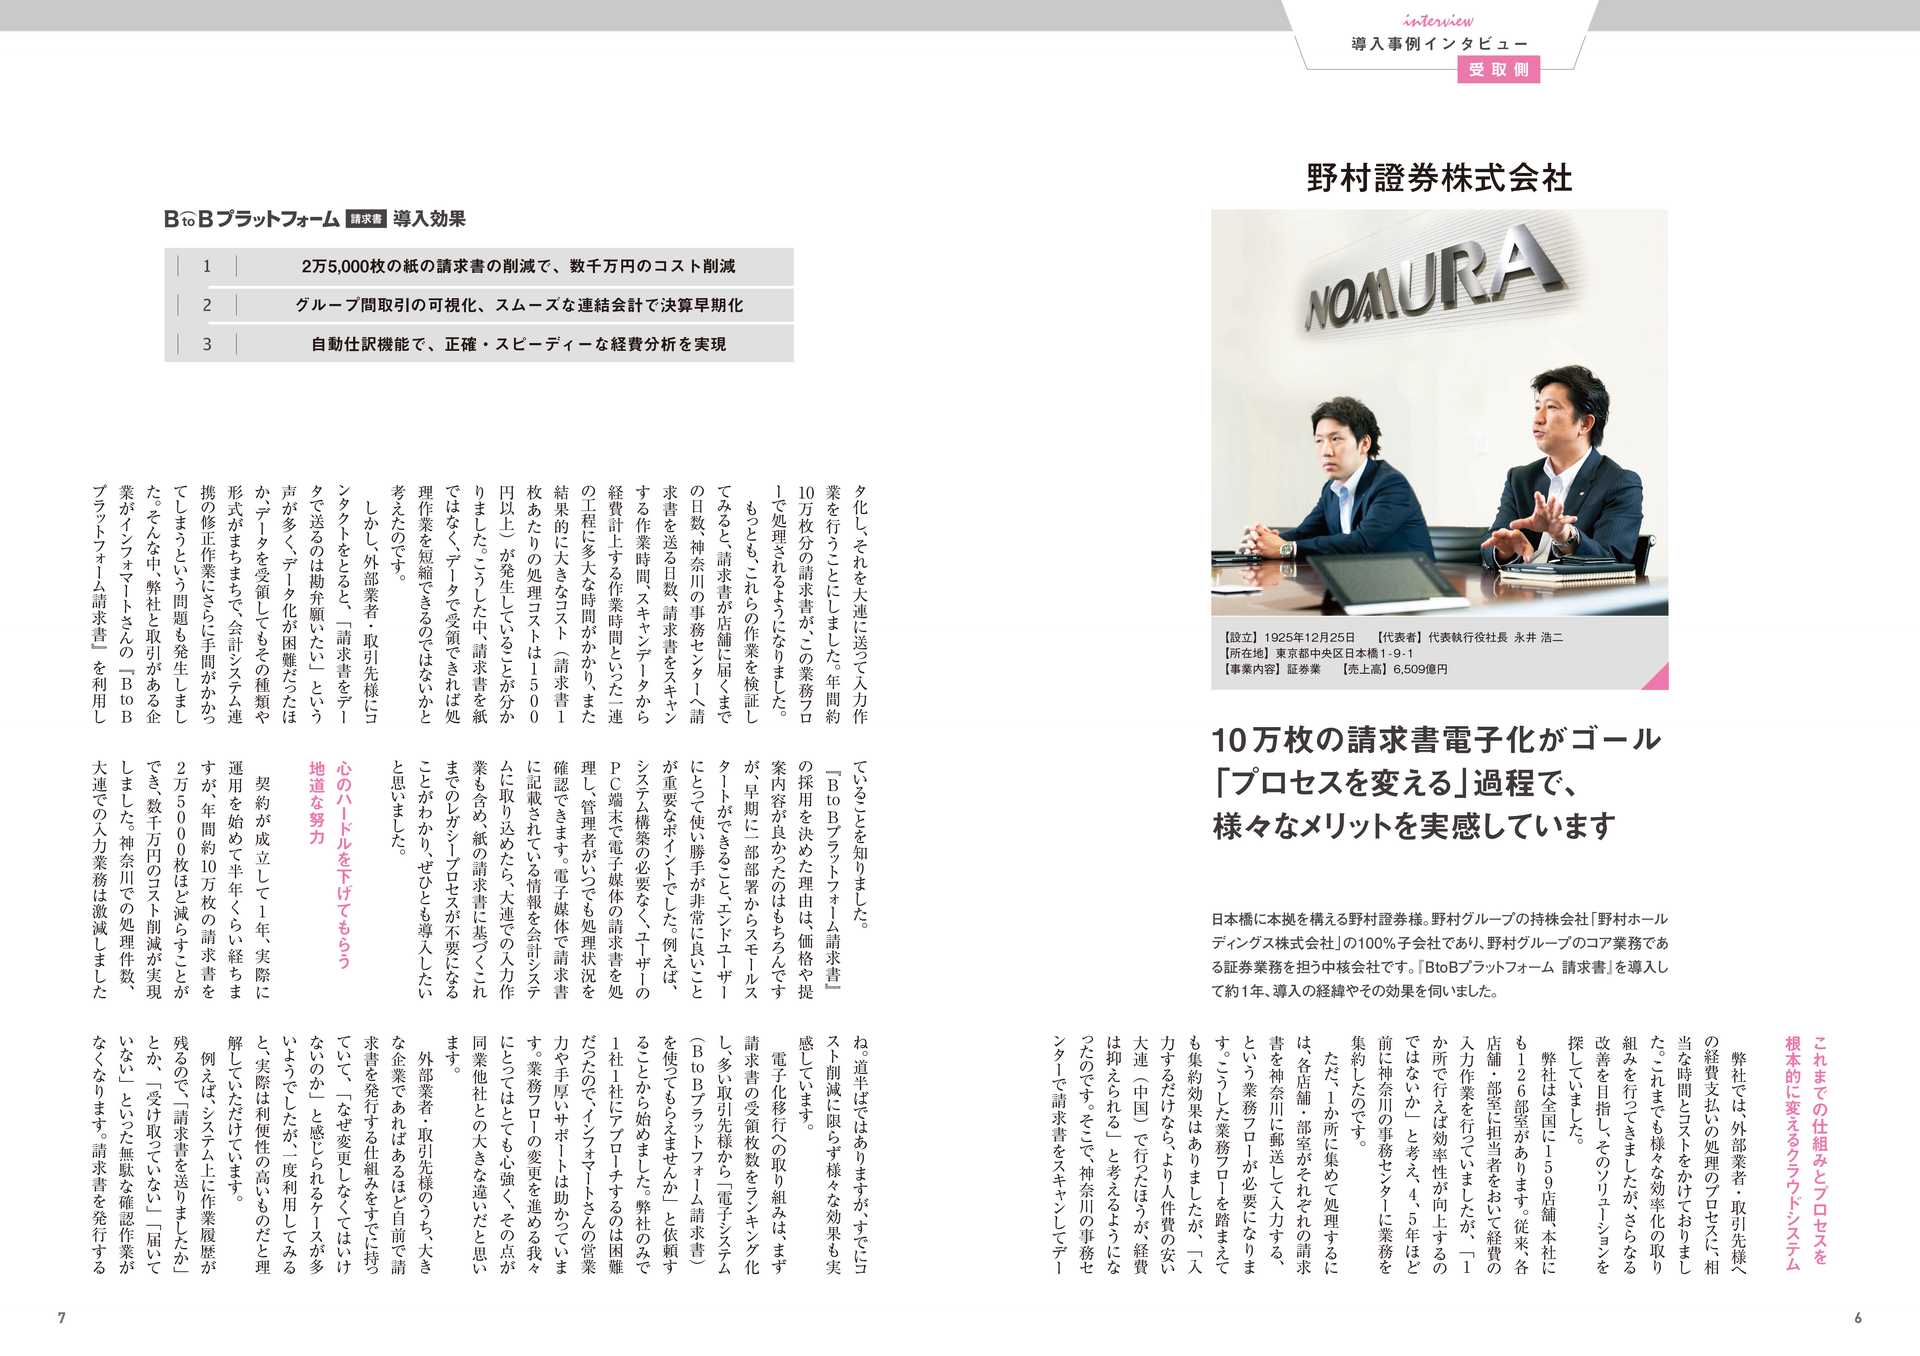 interview
導入事例インタビュー
受取側
野村證券株式会社
NOMURA
【設立】1925年12月25日 【代表者】代表執行役社長 永井 浩二
【所在地】東京都中央区日本橋1-9-1
【事業内容】証券業 【売上高】6,509億円
10万枚の請求書電子化がゴール
「プロセスを変える」過程で、
様々なメリットを実感しています
日本橋に本拠を構える野村證券様。野村グループの持株会社「野村ホール
ディングス株式会社」の100%子会社であり、野村グループのコア業務であ
る証券業務を担う中核会社です。『BtoBプラットフォーム 請求書』を導入し
て約1年、導入の経緯やその効果を伺いました。
これまでの仕組みとプロセスを
根本的に変えるクラウドシステム
弊社では、外部業者・取引先様へ
の経費支払いの処理のプロセスに、相
当な時間とコストをかけておりまし
た。これまでも様々な効率化の取り
組みを行ってきましたが、さらなる
改善を目指し、そのソリューションを
探していました。
弊社は全国に159店舗、本社に
も126部室があります。従来、各
店舗・部室に担当者をおいて経費の
入力作業を行っていましたが、「1
か所で行えば効率性が向上するの
ではないか」と考え、4、5年ほど
前に神奈川の事務センターに業務を
集約したのです。
ただ、1か所に集めて処理するに
は、各店舗・部室がそれぞれの請求
書を神奈川に郵送して入力する、
という業務フローが必要になりま
す。こうした業務フローを踏まえて
も集約効果はありましたが、「入
力するだけなら、より人件費の安い
大連（中国）で行ったほうが、経費
は抑えられる」と考えるようにな
ったのです。そこで、神奈川の事務セ
ンターで請求書をスキャンしてデー
6
BtoBプラットフォーム 請求書 導入効果
1 2万5,000枚の紙の請求書の削減で、数千万円のコスト削減
2 グループ間取引の可視化、スムーズな連結会計で決算早期化
3 自動仕訳機能で、正確・スピーディーな経費分析を実現
タ化し、それを大連に送って入力作
業を行うことにしました。年間約
10万枚分の請求書が、この業務フロ
ーで処理されるようになりました。
もっとも、これらの作業を検証し
てみると、請求書が店舗に届くまで
の日数、神奈川の事務センターへ請
求書を送る日数、請求書をスキャン
する作業時間、スキャンデータから
経費計上する作業時間といった一連
の工程に多大な時間がかかり、また
結果的に大きなコスト（請求書1
枚あたりの処理コストは1500
円以上）が発生していることが分か
りました。こうした中、請求書を紙
ではなく、データで受領できれば処
理作業を短縮できるのではないかと
考えたのです。
しかし、外部業者・取引先様にコ
ンタクトをとると、「請求書をデー
タで送るのは勘弁願いたい」という
声が多く、データ化が困難だったほ
か、データを受領してもその種類や
形式がまちまちで、会計システム連
携の修正作業にさらに手間がかかっ
てしまうという問題も発生しまし
た。そんな中、弊社と取引がある企
業がインフォマートさんの『BtoB
プラットフォーム請求書』を利用し
ていることを知りました。
『BtoBプラットフォーム請求書』
の採用を決めた理由は、価格や提
案内容が良かったのはもちろんです
が、早期に一部部署からスモールス
タートができること、エンドユーザー
にとって使い勝手が非常に良いこと
が重要なポイントでした。例えば、
システム構築の必要なく、ユーザーの
PC端末で電子媒体の請求書を処
理し、管理者がいつでも処理状況を
確認できます。電子媒体で請求書
に記載されている情報を会計システ
ムに取り込めたら、大連での入力作
業も含め、紙の請求書に基づくこれ
までのレガシープロセスが不要になる
ことがわかり、ぜひとも導入したい
と思いました。
心のハードルを下げてもらう
地道な努力
契約が成立して1年、実際に
運用を始めて半年くらい経ちま
すが、年間約10万枚の請求書を
2万5000枚ほど減らすことが
でき、数千万円のコスト削減が実現
しました。神奈川での処理件数、
大連での入力業務は激減しました
ね。道半ばではありますが、すでにコ
スト削減に限らず様々な効果も実
感しています。
電子化移行への取り組みは、まず
請求書の受領枚数をランキング化
し、多い取引先様から「電子システム
（BtoBプラットフォーム請求書）
を使ってもらえませんか」と依頼す
ることから始めました。弊社のみで
1社1社にアプローチするのは困難
だったので、インフォマートさんの営業
力や手厚いサポートは助かっていま
す。業務フローの変更を進める我々
にとってはとても心強く、その点が
同業他社との大きな違いだと思い
ます。
外部業者・取引先様のうち、大き
な企業であればあるほど自前で請
求書を発行する仕組みをすでに持っ
ていて、「なぜ変更しなくてはいけ
ないのか」と感じられるケースが多
いようでしたが、一度利用してみる
と、実際は利便性の高いものだと理
解していただけています。
例えば、システム上に作業履歴が
残るので、「請求書を送りましたか」
とか、「受け取っていない」「届いて
いない」といった無駄な確認作業が
なくなります。請求書を発行する
7